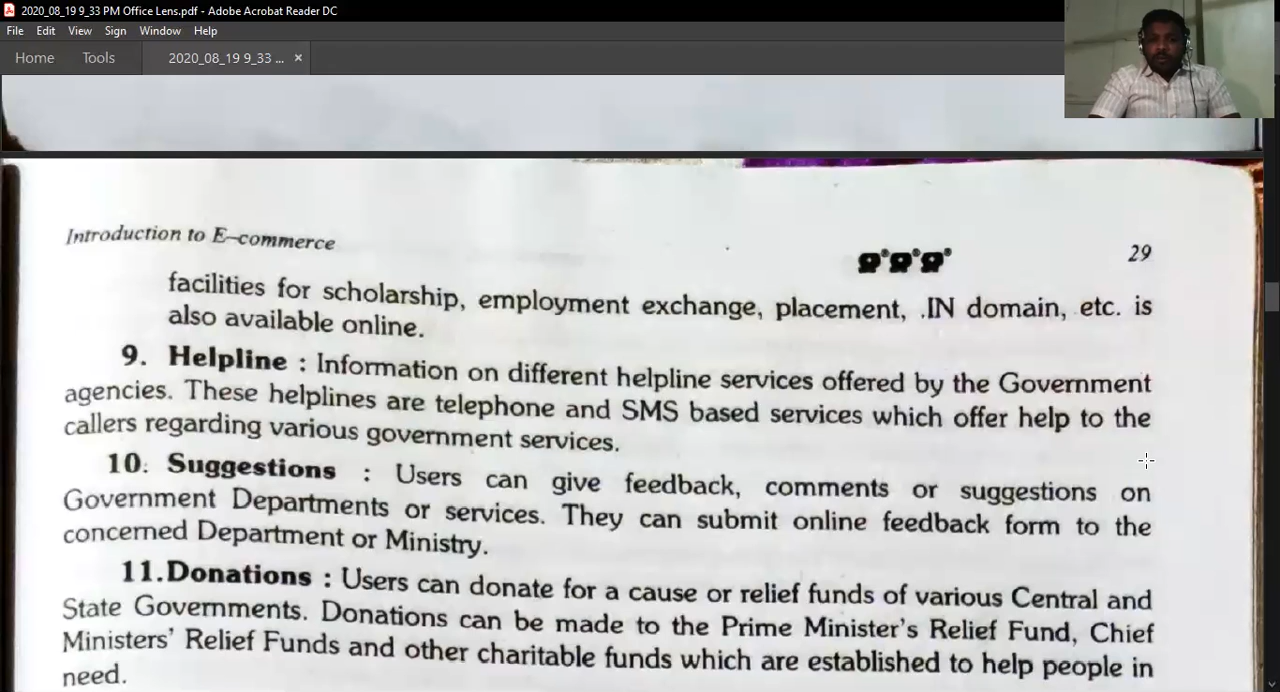 2020_08_19 9_33 PM Office Lens.pdf - Adobe Acrobat Reader DC
File Edit View Sign Window Help
Home Tools 2020_08_19 9_33 ... ×
Introduction to E–commerce 29
facilities for scholarship, employment exchange, placement, .IN domain, etc. is
also available online.
9. Helpline : Information on different helpline services offered by the Government
agencies. These helplines are telephone and SMS based services which offer help to the
callers regarding various government services.
10. Suggestions : Users can give feedback, comments or suggestions on
Government Departments or services. They can submit online feedback form to the
concerned Department or Ministry.
11.Donations : Users can donate for a cause or relief funds of various Central and
State Governments. Donations can be made to the Prime Minister's Relief Fund, Chief
Ministers' Relief Funds and other charitable funds which are established to help people in
need.